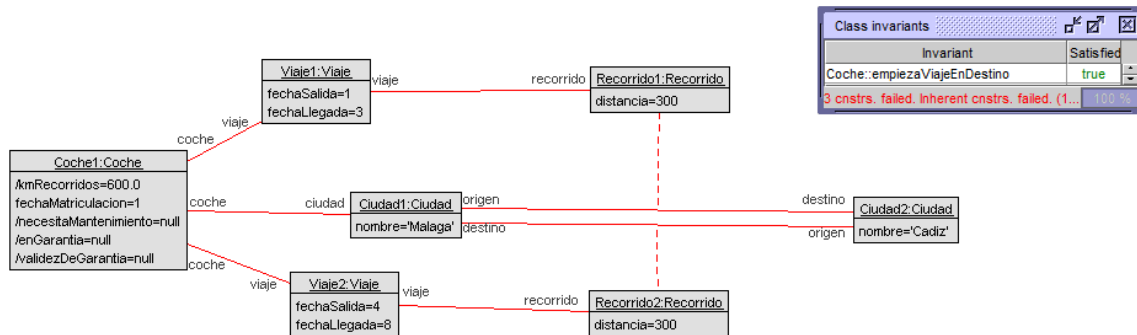 Class invariants
Invariant Satisfied
Coche::empiezaViajeEnDestino true
3 cnstrs. failed. Inherent cnstrs. failed. (1... 100 %
Viaje1:Viaje
fechaSalida=1
fechaLlegada=3
viaje
recorrido
Recorrido1:Recorrido
distancia=300
viaje
coche
Coche1:Coche
/kmRecorridos=600.0
fechaMatriculacion=1
/necesitaMantenimiento=null
/enGarantia=null
/validezDeGarantia=null
coche
ciudad
Ciudad1:Ciudad
nombre='Malaga'
origen
destino
destino
origen
Ciudad2:Ciudad
nombre='Cadiz'
coche
viaje
Viaje2:Viaje
fechaSalida=4
fechaLlegada=8
viaje
recorrido
Recorrido2:Recorrido
distancia=300